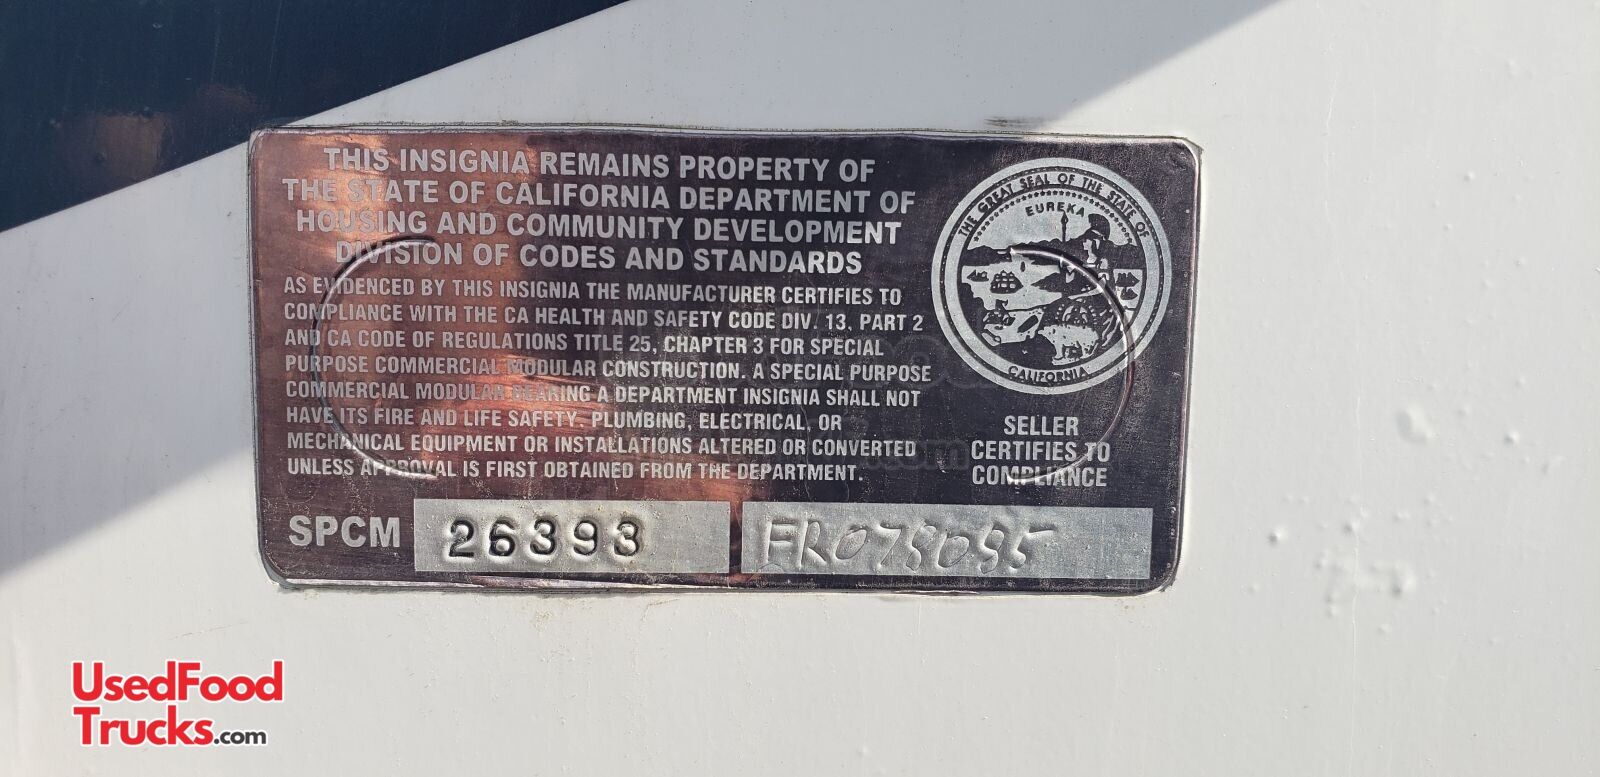 THIS INSIGNIA REMAINS PROPERTY OF
THE STATE OF CALIFORNIA DEPARTMENT OF
HOUSING AND COMMUNITY DEVELOPMENT
DIVISION OF CODES AND STANDARDS
AS EVIDENCED BY THIS INSIGNIA THE MANUFACTURER CERTIFIES TO
COMPLIANCE WITH THE CA HEALTH AND SAFETY CODE DIV. 13, PART 2
AND CA CODE OF REGULATIONS TITLE 25, CHAPTER 3 FOR SPECIAL
PURPOSE COMMERCIAL MODULAR CONSTRUCTION. A SPECIAL PURPOSE
COMMERCIAL MODULAR BEARING A DEPARTMENT INSIGNIA SHALL NOT
HAVE ITS FIRE AND LIFE SAFETY, PLUMBING, ELECTRICAL, OR
MECHANICAL EQUIPMENT OR INSTALLATIONS ALTERED OR CONVERTED
UNLESS APPROVAL IS FIRST OBTAINED FROM THE DEPARTMENT.
THE GREAT SEAL OF THE STATE OF
EUREKA
CALIFORNIA
SELLER
CERTIFIES TO
COMPLIANCE
SPCM 26393
UsedFood
Trucks.com